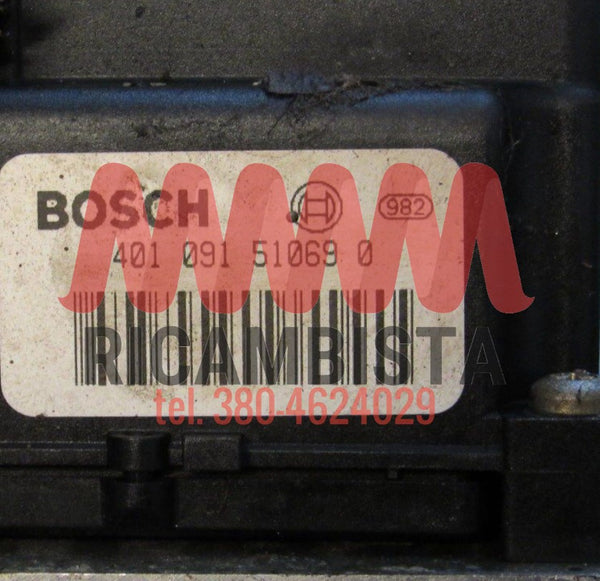 BOSCH 982
401 091 51069 0
RICAMBISTA
tel. 380-4624029